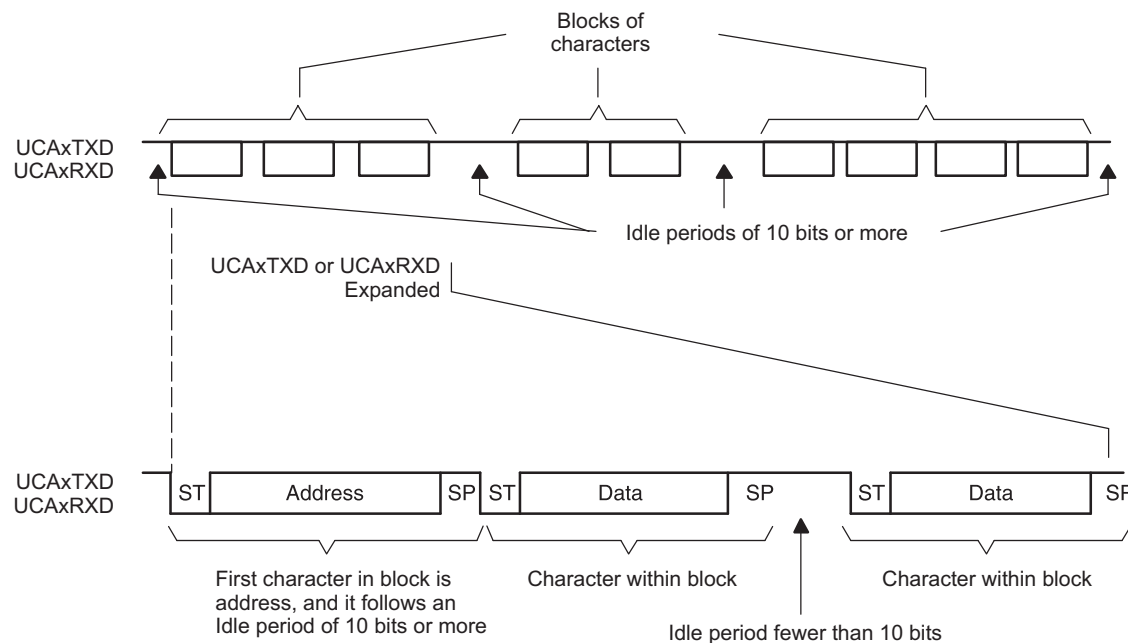 Blocks of
characters
UCAxTXD
UCAxRXD
Idle periods of 10 bits or more
UCAxTXD or UCAxRXD
Expanded
UCAxTXD
UCAxRXD
ST Address SP ST Data SP ST Data SP
First character in block is
address, and it follows an
Idle period of 10 bits or more
Character within block
Character within block
Idle period fewer than 10 bits